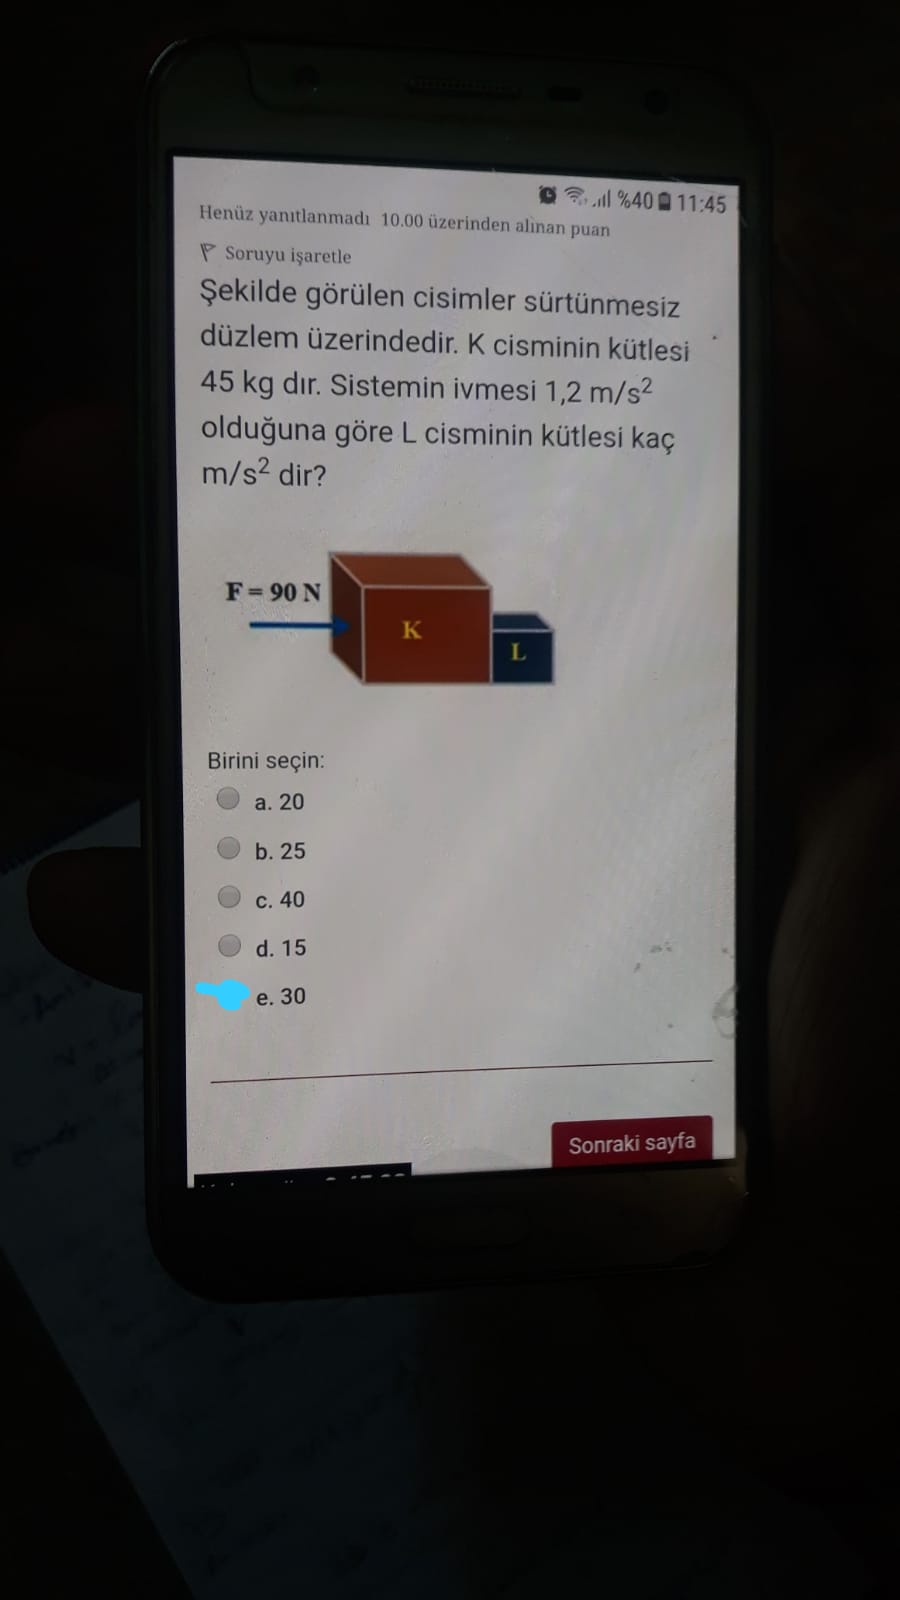 %40 11:45
Henüz yanıtlanmadı 10.00 üzerinden alınan puan
Soruyu işaretle
Şekilde görülen cisimler sürtünmesiz
düzlem üzerindedir. K cisminin kütlesi
45 kg dır. Sistemin ivmesi 1,2 m/s²
olduğuna göre L cisminin kütlesi kaç
m/s² dir?
F = 90 N
K
L
Birini seçin:
a. 20
b. 25
c. 40
d. 15
e. 30
Sonraki sayfa